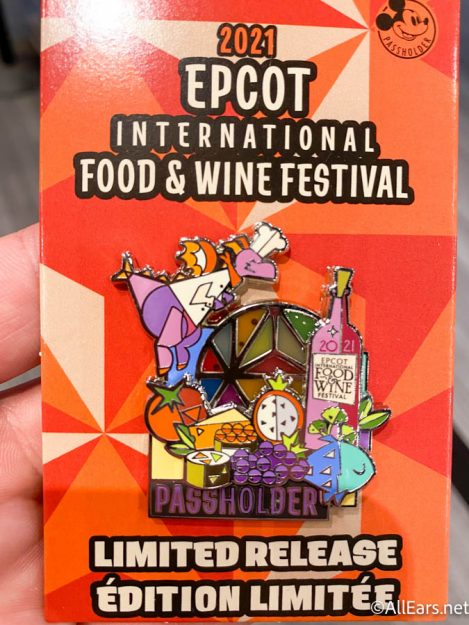 2021
EPCOT
INTERNATIONAL
FOOD & WINE FESTIVAL
PASSHOLDER
2021
EPCOT
INTERNATIONAL
FOOD
&
WINE
FESTIVAL
PASSHOLDER
LIMITED RELEASE
ÉDITION LIMITÉE
©AllEars.net